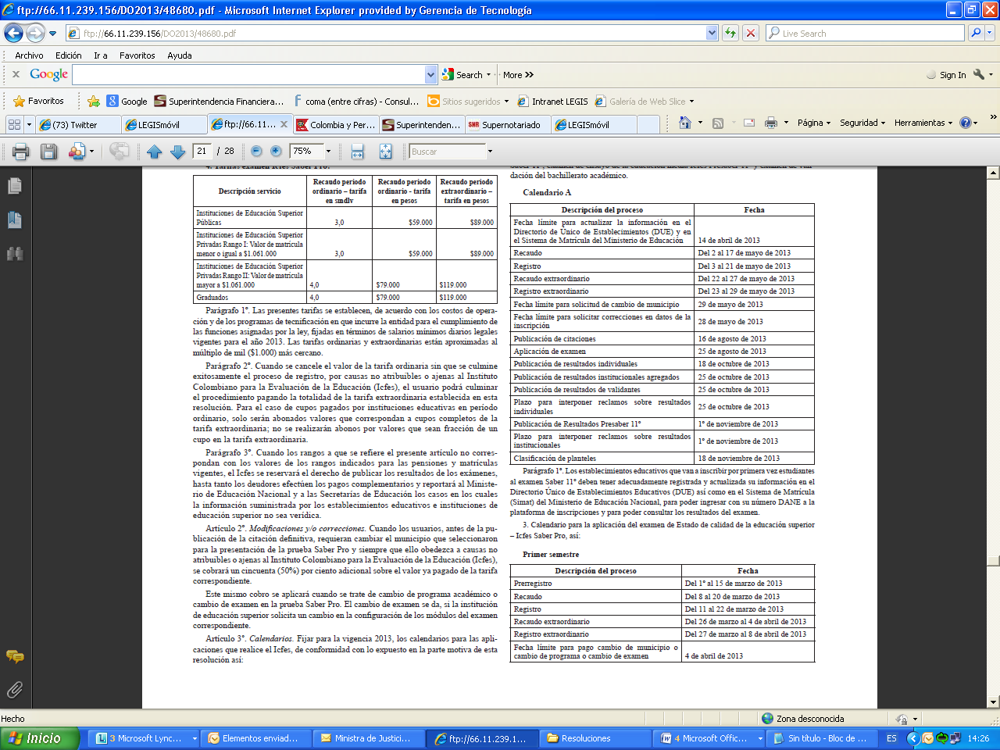 ftp://66.11.239.156/DO2013/48680.pdf - Microsoft Internet Explorer provided by Gerencia de Tecnología
ftp://66.11.239.156/DO2013/48680.pdf
Live Search
Archivo Edición Ir a Favoritos Ayuda
Google Search More Sign In
Favoritos Google Superintendencia Financiera... coma (entre cifras) - Consul... Sitios sugeridos Intranet LEGIS Galería de Web Slice
(73) Twitter LEGISmóvil ftp://66.11.... Colombia y Per... Superintenden... SNR Supernotariado LEGISmóvil Página Seguridad Herramientas
21 / 28 75% Buscar
4. Tarifas examen Icfes Saber Pro.
Descripción servicio
Recaudo periodo ordinario – tarifa en smdlv
Recaudo periodo ordinario - tarifa en pesos
Recaudo periodo extraordinario – tarifa en pesos
Instituciones de Educación Superior
Públicas 3,0 $59.000 $89.000
Instituciones de Educación Superior
Privadas Rango I: Valor de matrícula
menor o igual a $1.061.000 3,0 $59.000 $89.000
Instituciones de Educación Superior
Privadas Rango II: Valor de matrícula
mayor a $1.061.000 4,0 $79.000 $119.000
Graduados 4,0 $79.000 $119.000
Parágrafo 1º. Las presentes tarifas se establecen, de acuerdo con los costos de opera-
ción y de los programas de tecnificación en que incurre la entidad para el cumplimiento de
las funciones asignadas por la ley, fijadas en términos de salarios mínimos diarios legales
vigentes para el año 2013. Las tarifas ordinarias y extraordinarias están aproximadas al
múltiplo de mil ($1.000) más cercano.
Parágrafo 2º. Cuando se cancele el valor de la tarifa ordinaria sin que se culmine
exitosamente el proceso de registro, por causas no atribuibles o ajenas al Instituto
Colombiano para la Evaluación de la Educación (Icfes), el usuario podrá culminar
el procedimiento pagando la totalidad de la tarifa extraordinaria establecida en esta
resolución. Para el caso de cupos pagados por instituciones educativas en período
ordinario, solo serán abonados valores que correspondan a cupos completos de la
tarifa extraordinaria; no se realizarán abonos por valores que sean fracción de un
cupo en la tarifa extraordinaria.
Parágrafo 3º. Cuando los rangos a que se refiere el presente artículo no corres-
pondan con los valores de los rangos indicados para las pensiones y matrículas
vigentes, el Icfes se reservará el derecho de publicar los resultados de los exámenes,
hasta tanto los deudores efectúen los pagos complementarios y reportará al Ministe-
rio de Educación Nacional y a las Secretarías de Educación los casos en los cuales
la información suministrada por los establecimientos educativos e instituciones de
educación superior no sea verídica.
Artículo 2º. Modificaciones y/o correcciones. Cuando los usuarios, antes de la pu-
blicación de la citación definitiva, requieran cambiar el municipio que seleccionaron
para la presentación de la prueba Saber Pro y siempre que ello obedezca a causas no
atribuibles o ajenas al Instituto Colombiano para la Evaluación de la Educación (Icfes),
se cobrará un cincuenta (50%) por ciento adicional sobre el valor ya pagado de la tarifa
correspondiente.
Este mismo cobro se aplicará cuando se trate de cambio de programa académico o
cambio de examen en la prueba Saber Pro. El cambio de examen se da, si la institución
de educación superior solicita un cambio en la configuración de los módulos del examen
correspondiente.
Artículo 3º. Calendarios. Fijar para la vigencia 2013, los calendarios para las apli-
caciones que realice el Icfes, de conformidad con lo expuesto en la parte motiva de esta
resolución así:
Saber 11º, examen de ensayo de la educación media Icfes Presaber 11º y examen de vali-
dación del bachillerato académico.
Calendario A
Descripción del proceso Fecha
Fecha límite para actualizar la información en el
Directorio de Único de Establecimientos (DUE) y en
el Sistema de Matrícula del Ministerio de Educación 14 de abril de 2013
Recaudo Del 2 al 17 de mayo de 2013
Registro Del 3 al 21 de mayo de 2013
Recaudo extraordinario Del 22 al 27 de mayo de 2013
Registro extraordinario Del 23 al 29 de mayo de 2013
Fecha límite para solicitud de cambio de municipio 29 de mayo de 2013
Fecha límite para solicitar correcciones en datos de la
inscripción 28 de mayo de 2013
Publicación de citaciones 16 de agosto de 2013
Aplicación de examen 25 de agosto de 2013
Publicación de resultados individuales 18 de octubre de 2013
Publicación de resultados institucionales agregados 25 de octubre de 2013
Publicación de resultados de validantes 25 de octubre de 2013
Plazo para interponer reclamos sobre resultados
individuales 25 de octubre de 2013
Publicación de Resultados Presaber 11º 1º de noviembre de 2013
Plazo para interponer reclamos sobre resultados
institucionales 1º de noviembre de 2013
Clasificación de planteles 18 de noviembre de 2013
Parágrafo 1º. Los establecimientos educativos que van a inscribir por primera vez estudiantes
al examen Saber 11º deben tener adecuadamente registrada y actualizada su información en el
Directorio Único de Establecimientos Educativos (DUE) así como en el Sistema de Matrícula
(Simat) del Ministerio de Educación Nacional, para poder ingresar con su número DANE a la
plataforma de inscripciones y para poder consultar los resultados del examen.
3. Calendario para la aplicación del examen de Estado de calidad de la educación superior
– Icfes Saber Pro, así:
Primer semestre
Descripción del proceso Fecha
Prerregistro Del 1º al 15 de marzo de 2013
Recaudo Del 8 al 20 de marzo de 2013
Registro Del 11 al 22 de marzo de 2013
Recaudo extraordinario Del 26 de marzo al 4 de abril de 2013
Registro extraordinario Del 27 de marzo al 8 de abril de 2013
Fecha límite para pago cambio de municipio o
cambio de programa o cambio de examen 4 de abril de 2013
Hecho Zona desconocida
Inicio 3 Microsoft Lync... Elementos enviad... Ministra de Justici... ftp://66.11.239.1... Resoluciones 4 Microsoft Offic... Sin título - Bloc de ... ES 14:26